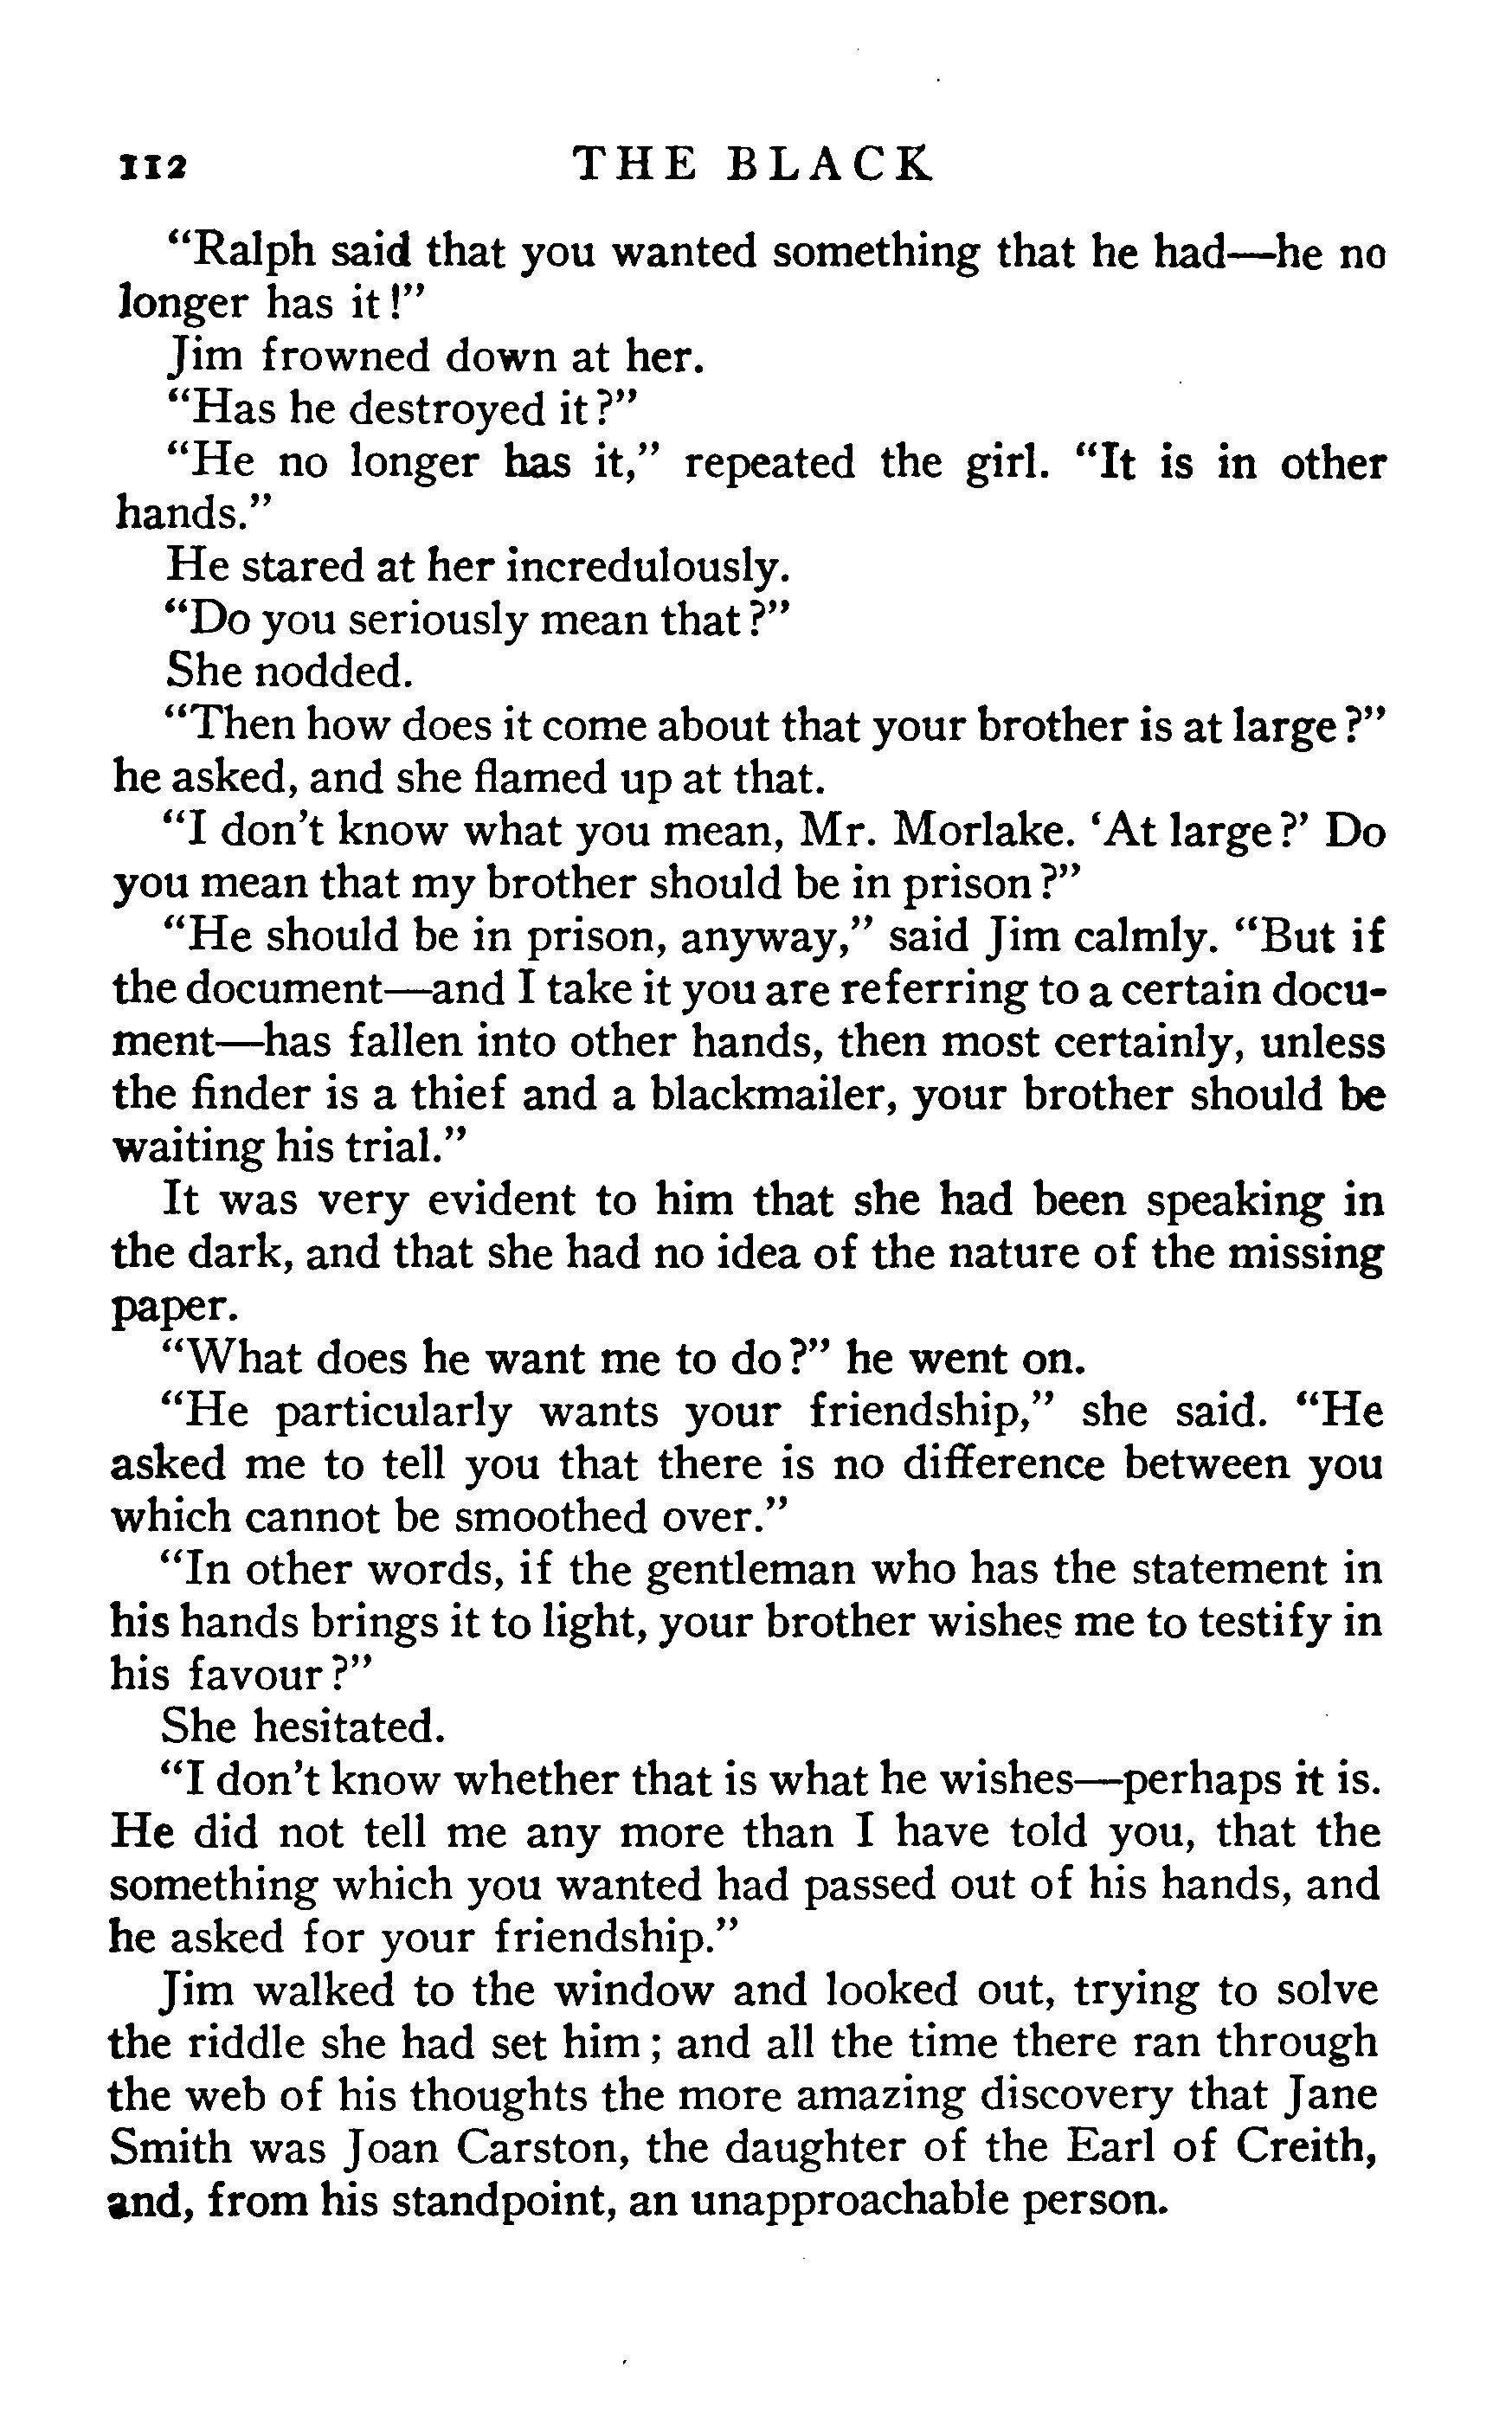 112 THE BLACK
“Ralph said that you wanted something that he had—he no
longer has it!”
Jim frowned down at her.
“Has he destroyed it?”
“He no longer has it,” repeated the girl. “It is in other
hands.”
He stared at her incredulously.
“Do you seriously mean that?”
She nodded.
“Then how does it come about that your brother is at large?”
he asked, and she flamed up at that.
“I don't know what you mean, Mr. Morlake. ‘At large?’ Do
you mean that my brother should be in prison?”
“He should be in prison, anyway,” said Jim calmly. “But if
the document—and I take it you are referring to a certain docu-
ment—has fallen into other hands, then most certainly, unless
the finder is a thief and a blackmailer, your brother should be
waiting his trial.”
It was very evident to him that she had been speaking in
the dark, and that she had no idea of the nature of the missing
paper.
“What does he want me to do?” he went on.
“He particularly wants your friendship,” she said. “He
asked me to tell you that there is no difference between you
which cannot be smoothed over.”
“In other words, if the gentleman who has the statement in
his hands brings it to light, your brother wishes me to testify in
his favour?”
She hesitated.
“I don't know whether that is what he wishes—perhaps it is.
He did not tell me any more than I have told you, that the
something which you wanted had passed out of his hands, and
he asked for your friendship.”
Jim walked to the window and looked out, trying to solve
the riddle she had set him; and all the time there ran through
the web of his thoughts the more amazing discovery that Jane
Smith was Joan Carston, the daughter of the Earl of Creith,
and, from his standpoint, an unapproachable person.